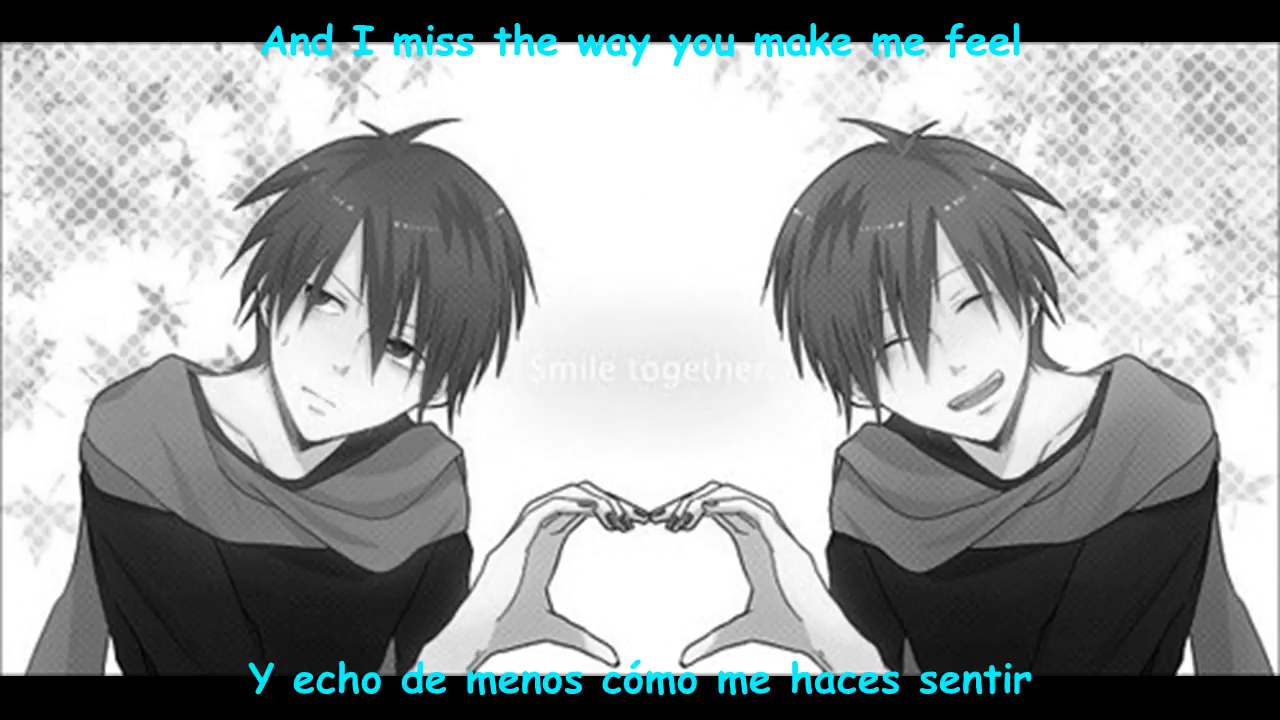 And I miss the way you make me feel
Smile together
Y echo de menos cómo me haces sentir